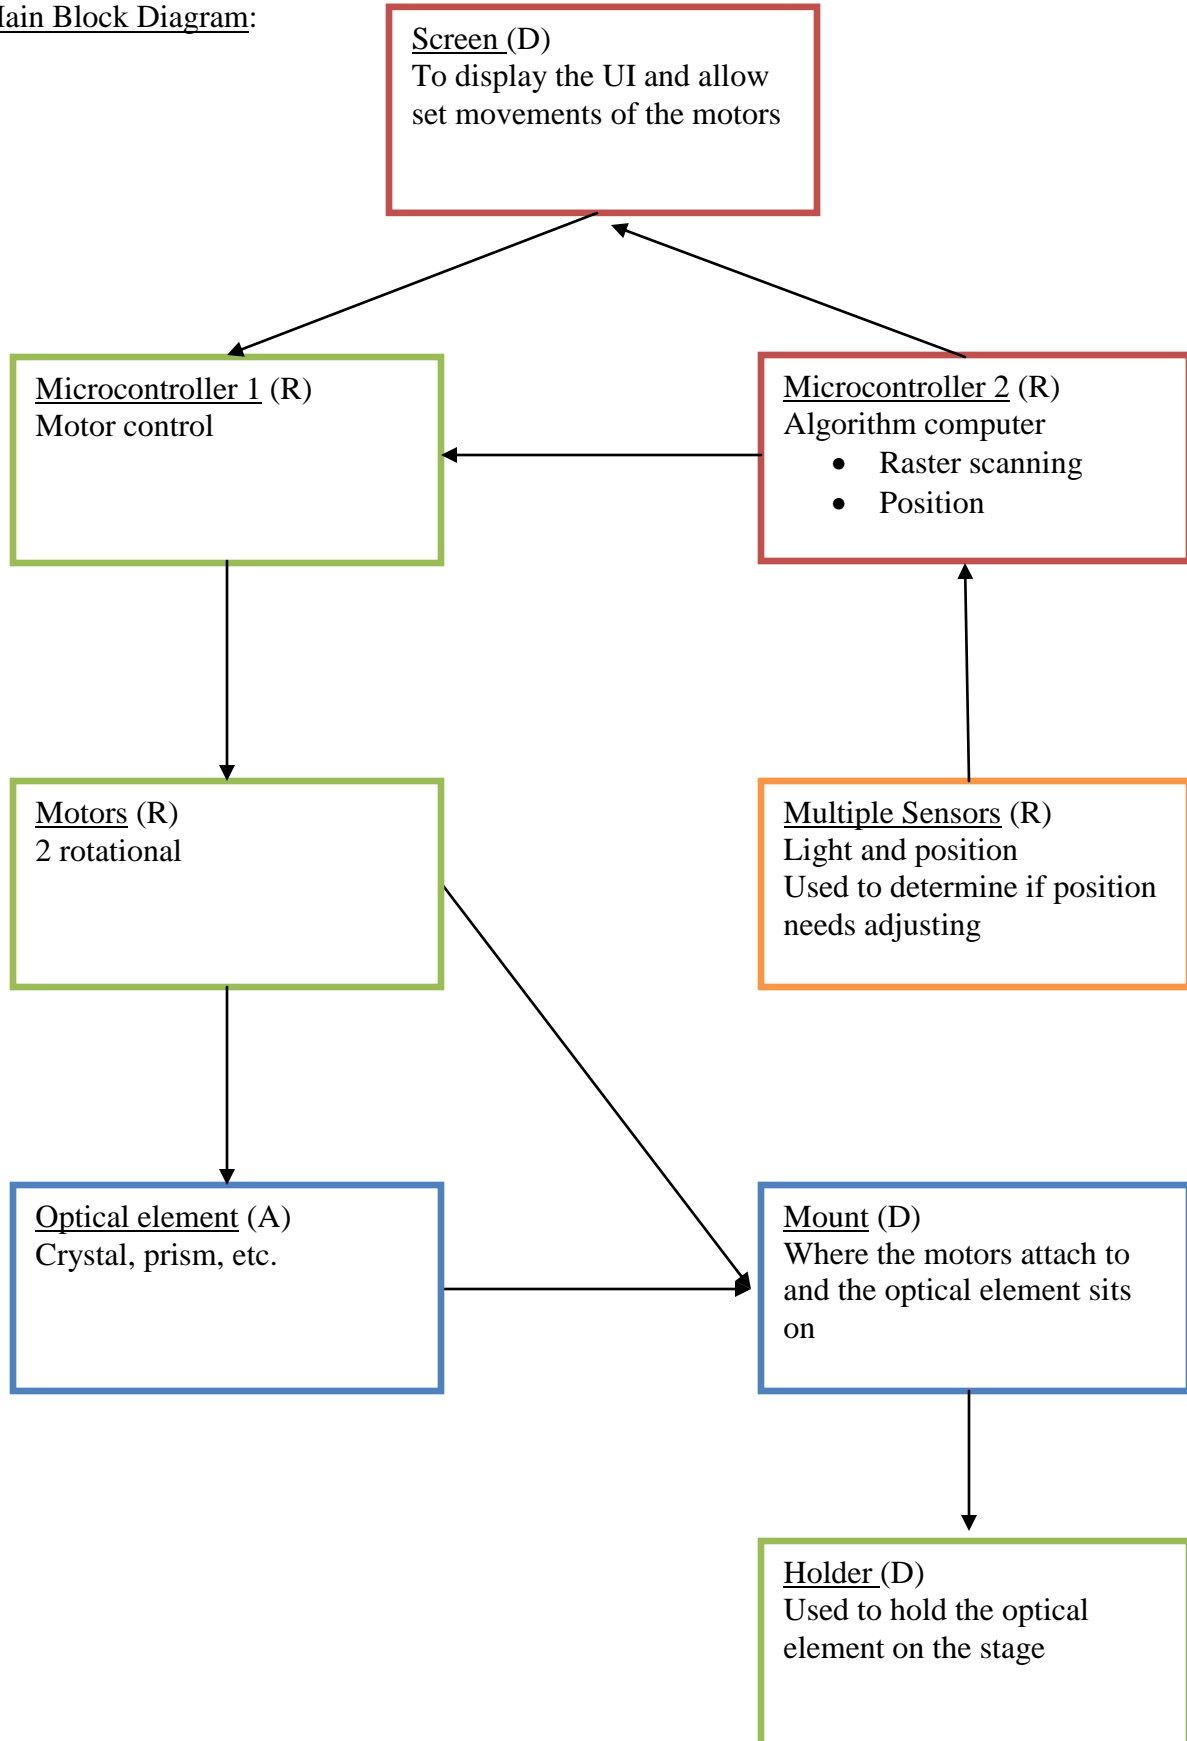 Main Block Diagram:
Screen (D)
To display the UI and allow
set movements of the motors
Microcontroller 1 (R)
Motor control
Microcontroller 2 (R)
Algorithm computer
• Raster scanning
• Position
Motors (R)
2 rotational
Multiple Sensors (R)
Light and position
Used to determine if position
needs adjusting
Optical element (A)
Crystal, prism, etc.
Mount (D)
Where the motors attach to
and the optical element sits
on
Holder (D)
Used to hold the optical
element on the stage